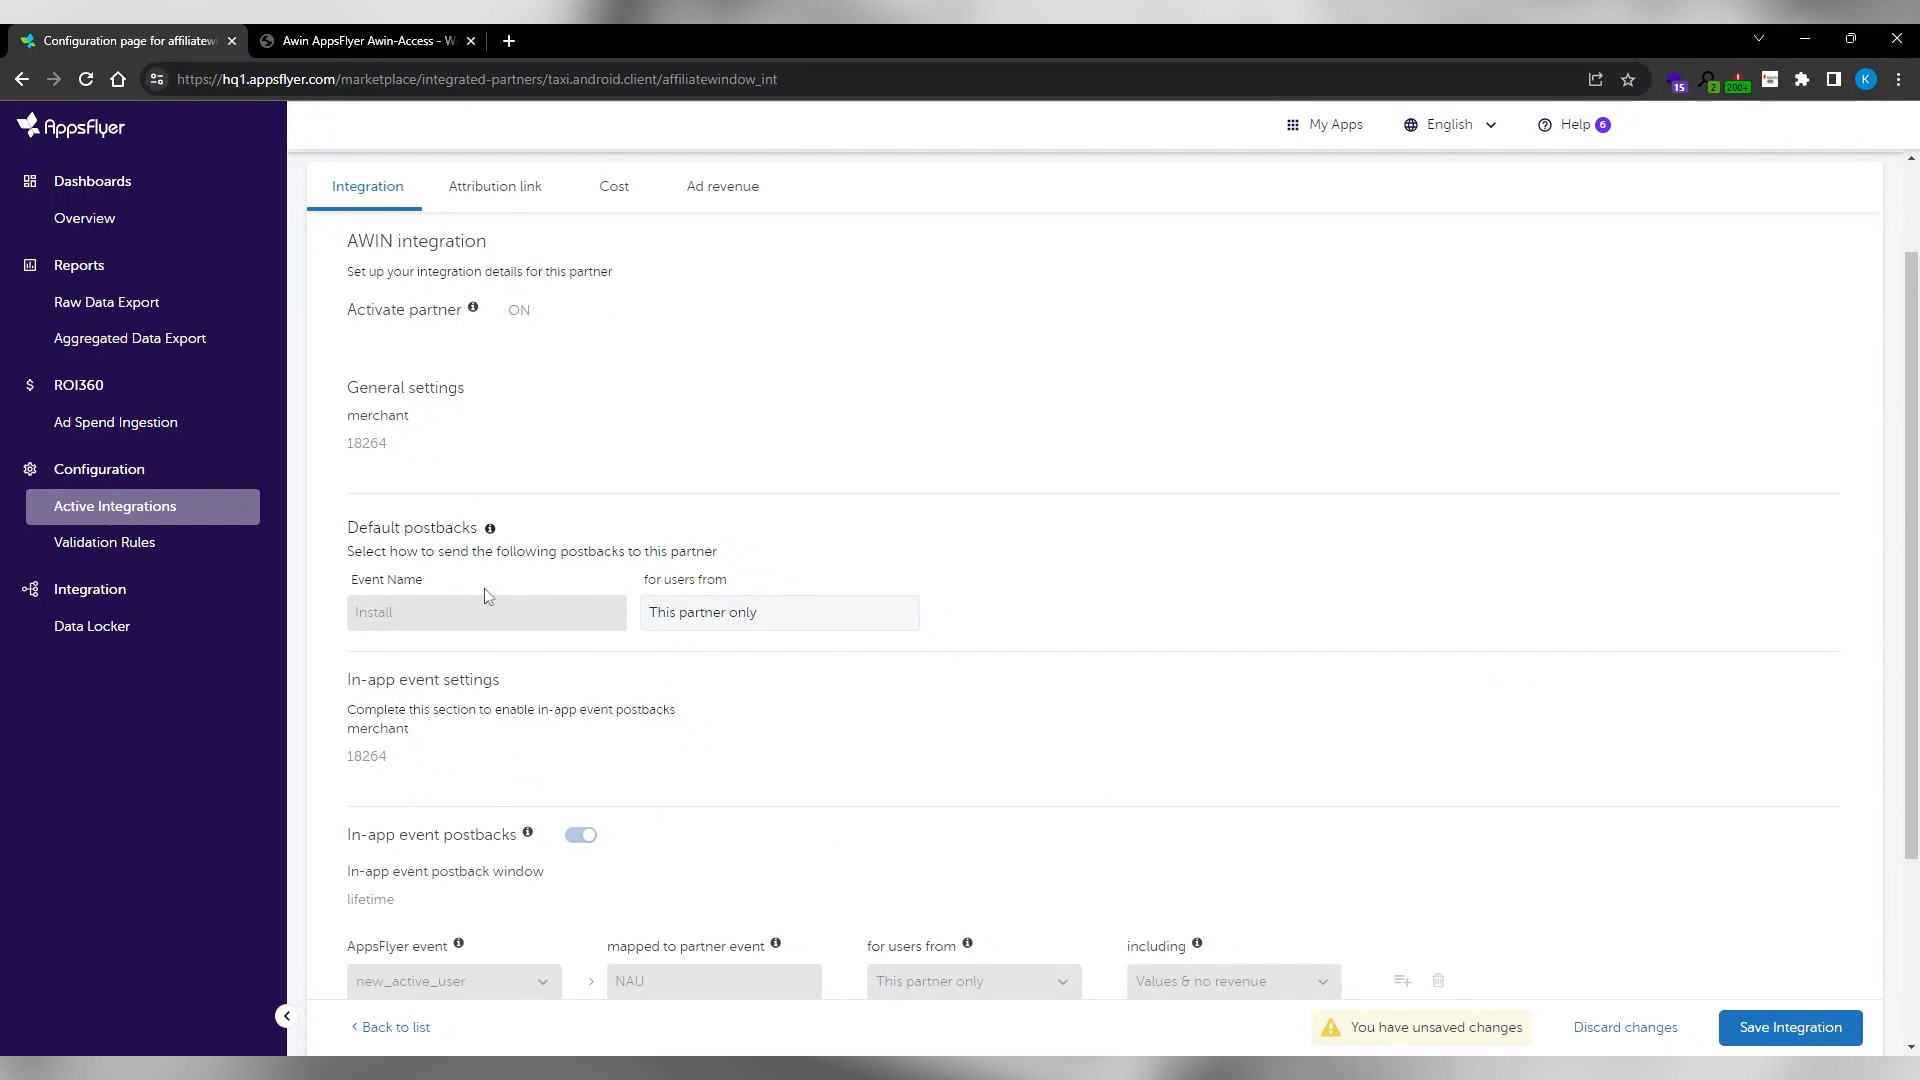 Configuration page for affiliatewi
Awin AppsFlyer Awin-Access - W
https://hq1.appsflyer.com/marketplace/integrated-partners/taxi.android.client/affiliatewindow_int
15
2
200+
K
AppsFlyer
My Apps
English
Help 6
Dashboards
Overview
Reports
Raw Data Export
Aggregated Data Export
$ ROI360
Ad Spend Ingestion
Configuration
Active Integrations
Validation Rules
Integration
Data Locker
Integration
Attribution link
Cost
Ad revenue
AWIN integration
Set up your integration details for this partner
Activate partner ON
General settings
merchant
18264
Default postbacks
Select how to send the following postbacks to this partner
Event Name for users from
Install This partner only
In-app event settings
Complete this section to enable in-app event postbacks
merchant
18264
In-app event postbacks
In-app event postback window
lifetime
AppsFlyer event mapped to partner event for users from including
new_active_user > NAU This partner only Values & no revenue
< Back to list
You have unsaved changes
Discard changes
Save Integration